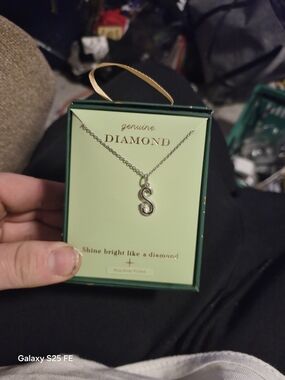 genuine
DIAMOND
S
Shine bright like a diamond
Galaxy S25 FE